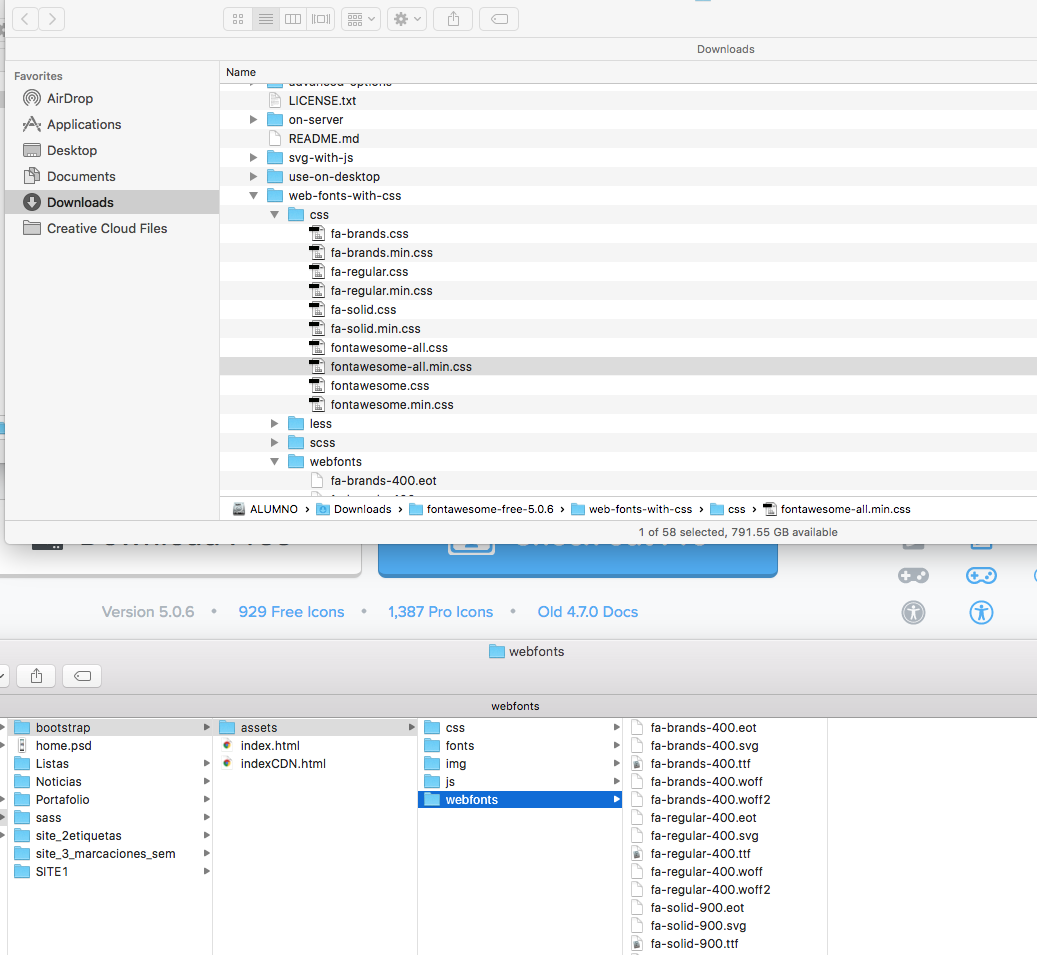 Downloads
Favorites
AirDrop
Applications
Desktop
Documents
Downloads
Creative Cloud Files
Name
advanced-options
LICENSE.txt
on-server
README.md
svg-with-js
use-on-desktop
web-fonts-with-css
css
fa-brands.css
fa-brands.min.css
fa-regular.css
fa-regular.min.css
fa-solid.css
fa-solid.min.css
fontawesome-all.css
fontawesome-all.min.css
fontawesome.css
fontawesome.min.css
less
scss
webfonts
fa-brands-400.eot
ALUMNO › Downloads › fontawesome-free-5.0.6 › web-fonts-with-css › css › fontawesome-all.min.css
1 of 58 selected, 791.55 GB available
Version 5.0.6 • 929 Free Icons • 1,387 Pro Icons • Old 4.7.0 Docs
webfonts
webfonts
bootstrap
home.psd
Listas
Noticias
Portafolio
sass
site_2etiquetas
site_3_marcaciones_sem
SITE1
assets
index.html
indexCDN.html
css
fonts
img
js
webfonts
fa-brands-400.eot
fa-brands-400.svg
fa-brands-400.ttf
fa-brands-400.woff
fa-brands-400.woff2
fa-regular-400.eot
fa-regular-400.svg
fa-regular-400.ttf
fa-regular-400.woff
fa-regular-400.woff2
fa-solid-900.eot
fa-solid-900.svg
fa-solid-900.ttf